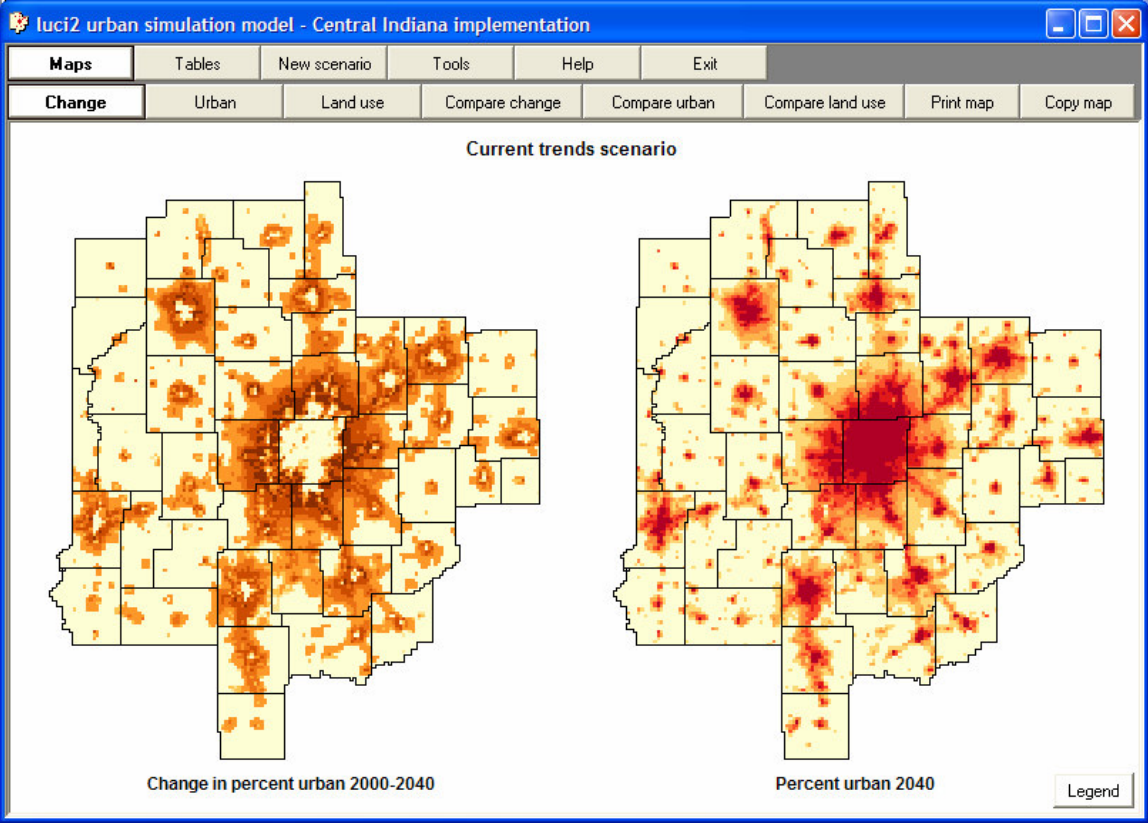 luci2 urban simulation model - Central Indiana implementation
Maps Tables New scenario Tools Help Exit
Change Urban Land use Compare change Compare urban Compare land use Print map Copy map
Current trends scenario
Change in percent urban 2000-2040 Percent urban 2040
Legend